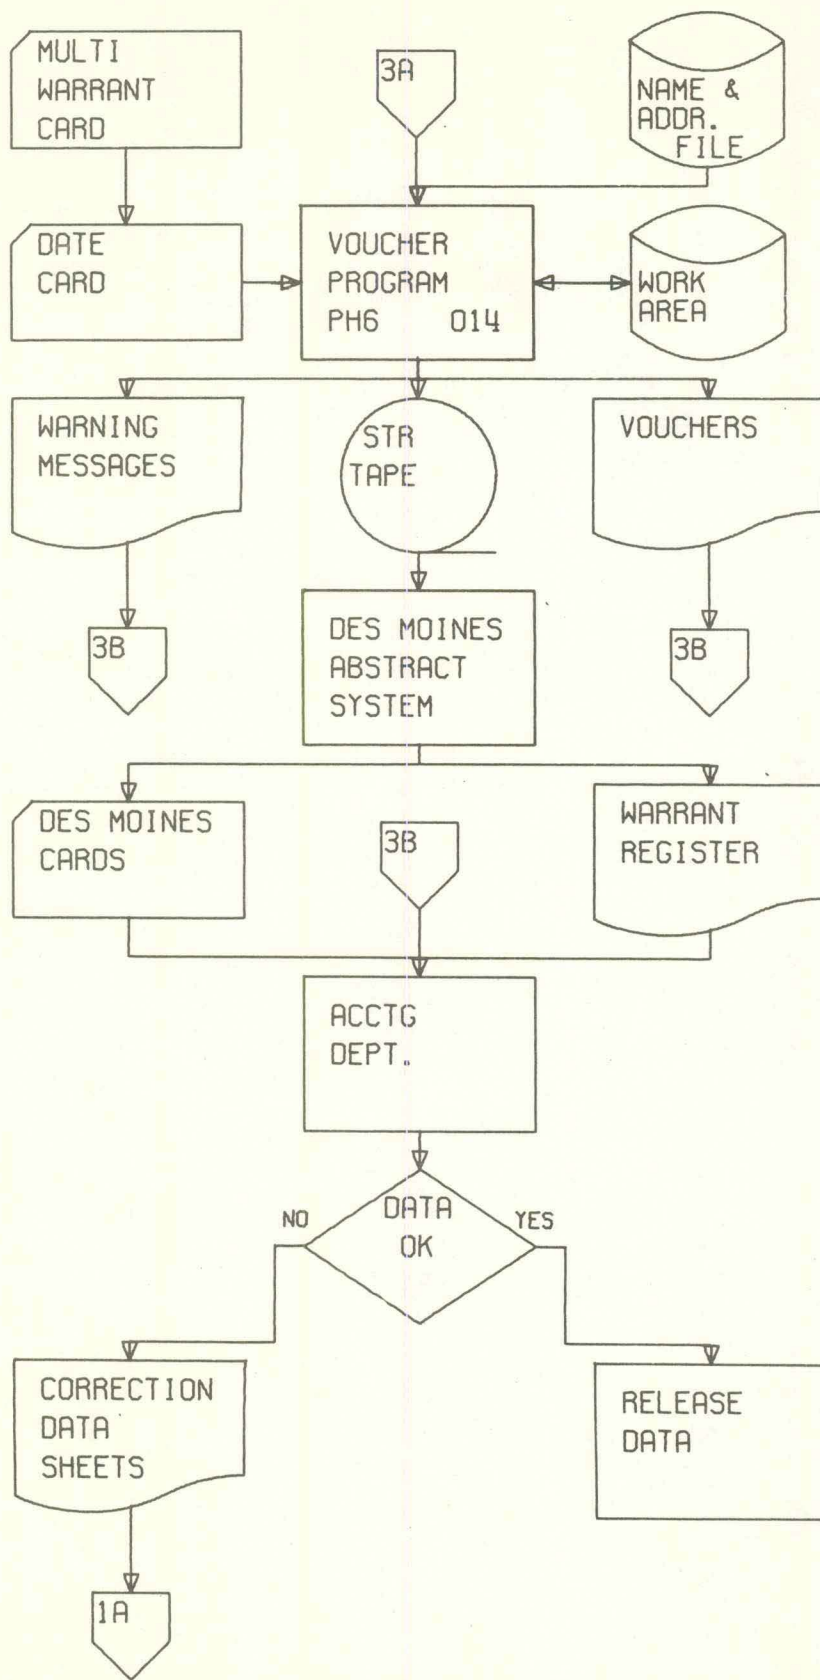 MULTI
WARRANT
CARD
3A
NAME &
ADDR.
FILE
DATE
CARD
VOUCHER
PROGRAM
PH6 014
WORK
AREA
WARNING
MESSAGES
STR
TAPE
VOUCHERS
3B
DES MOINES
ABSTRACT
SYSTEM
3B
DES MOINES
CARDS
3B
WARRANT
REGISTER
ACCTG
DEPT.
NO
DATA
OK
YES
CORRECTION
DATA
SHEETS
RELEASE
DATA
1A